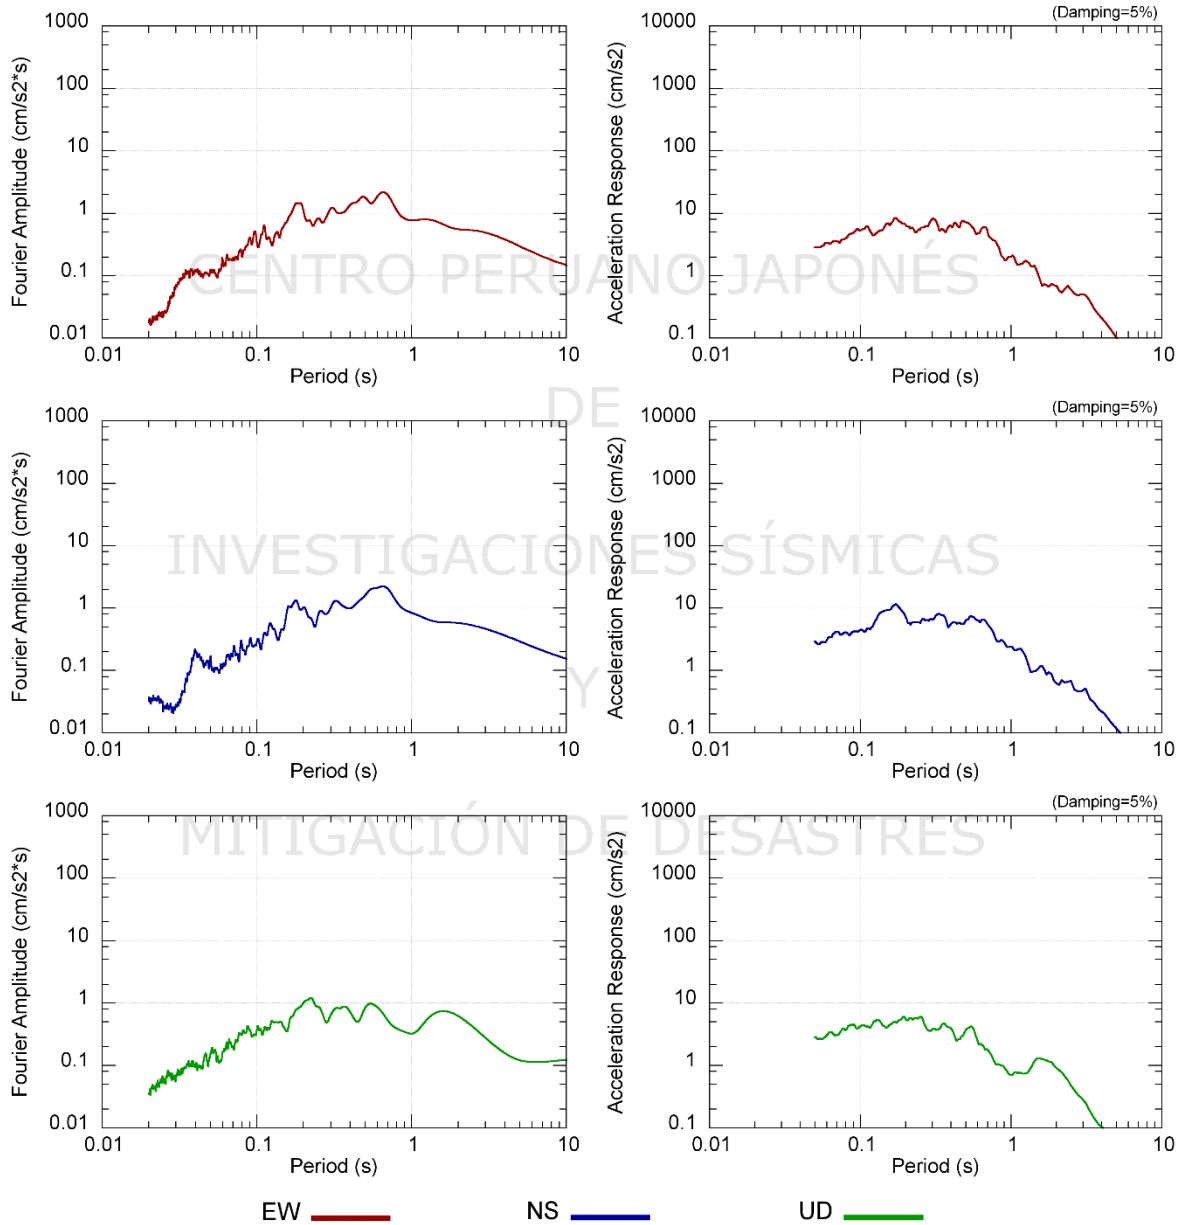 (Damping=5%)
Fourier Amplitude (cm/s2*s)
1000
100
10
1
0.1
0.01
0.01
0.1
1
10
Period (s)
Acceleration Response (cm/s2)
10000
1000
100
10
1
0.1
0.01
0.1
1
10
Period (s)
CENTRO PERUANO JAPONÉS
DE
(Damping=5%)
Fourier Amplitude (cm/s2*s)
1000
100
10
1
0.1
0.01
0.01
0.1
1
10
Period (s)
Acceleration Response (cm/s2)
10000
1000
100
10
1
0.1
0.01
0.1
1
10
Period (s)
INVESTIGACIONES SÍSMICAS
Y
(Damping=5%)
Fourier Amplitude (cm/s2*s)
1000
100
10
1
0.1
0.01
0.01
0.1
1
10
Period (s)
Acceleration Response (cm/s2)
10000
1000
100
10
1
0.1
0.01
0.1
1
10
Period (s)
MITIGACIÓN DE DESASTRES
EW
NS
UD